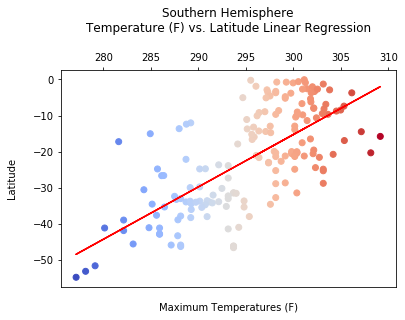 Southern Hemisphere
Temperature (F) vs. Latitude Linear Regression
280 285 290 295 300 305 310
0
−10
−20
−30
−40
−50
Latitude
Maximum Temperatures (F)